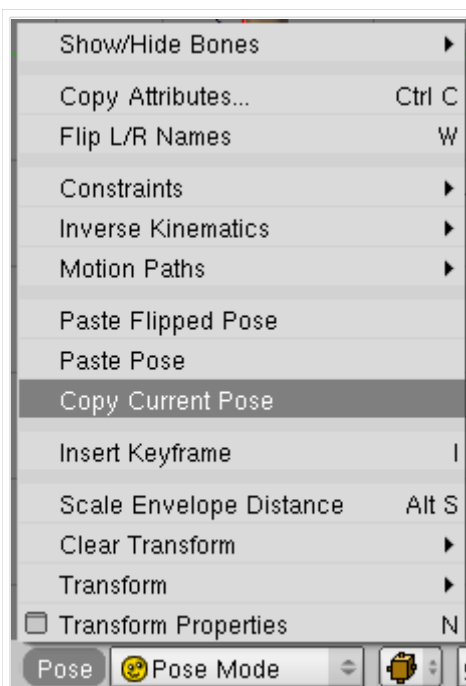 Show/Hide Bones
Copy Attributes... Ctrl C
Flip L/R Names W
Constraints
Inverse Kinematics
Motion Paths
Paste Flipped Pose
Paste Pose
Copy Current Pose
Insert Keyframe I
Scale Envelope Distance Alt S
Clear Transform
Transform
Transform Properties N
Pose Pose Mode